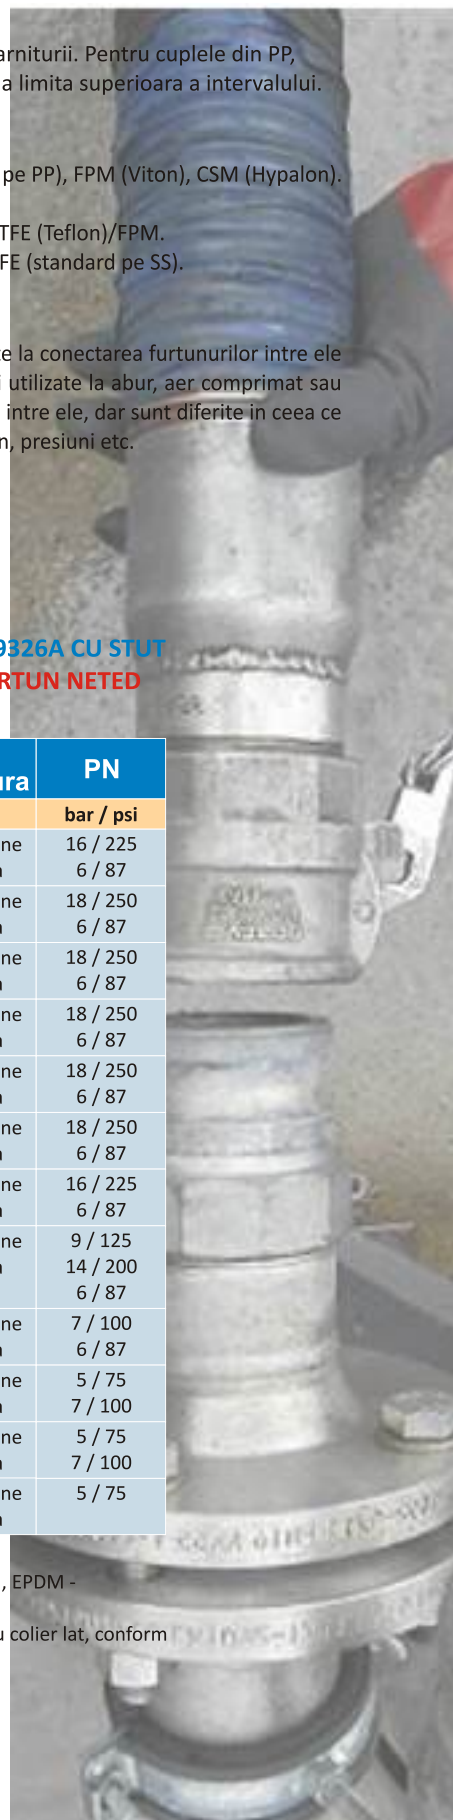 arniturii. Pentru cuplele din PP,
a limita superioara a intervalului.
pe PP), FPM (Viton), CSM (Hypalon).
TFE (Teflon)/FPM.
FE (standard pe SS).
te la conectarea furtunurilor intre ele
i utilizate la abur, aer comprimat sau
intre ele, dar sunt diferite in ceea ce
n, presiuni etc.
9326A CU STUT
RTUN NETED
ura PN
bar / psi
ne 16 / 225
a 6 / 87
ne 18 / 250
a 6 / 87
ne 18 / 250
a 6 / 87
ne 18 / 250
a 6 / 87
ne 18 / 250
a 6 / 87
ne 18 / 250
a 6 / 87
ne 16 / 225
a 6 / 87
ne 9 / 125
a 14 / 200
6 / 87
ne 7 / 100
a 6 / 87
ne 5 / 75
a 7 / 100
ne 5 / 75
a 7 / 100
ne 5 / 75
a
, EPDM -
u colier lat, conform